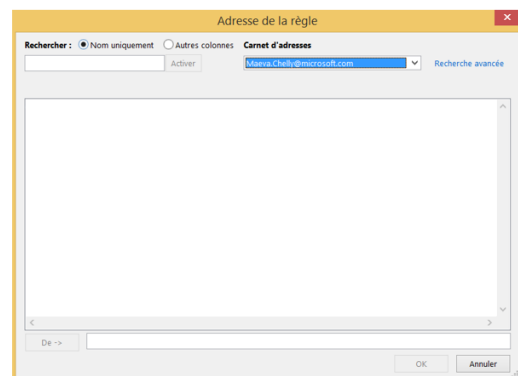 Adresse de la règle
Rechercher : Nom uniquement Autres colonnes Carnet d'adresses
Activer Maeva.Chelly@microsoft.com Recherche avancée
De ->
OK Annuler